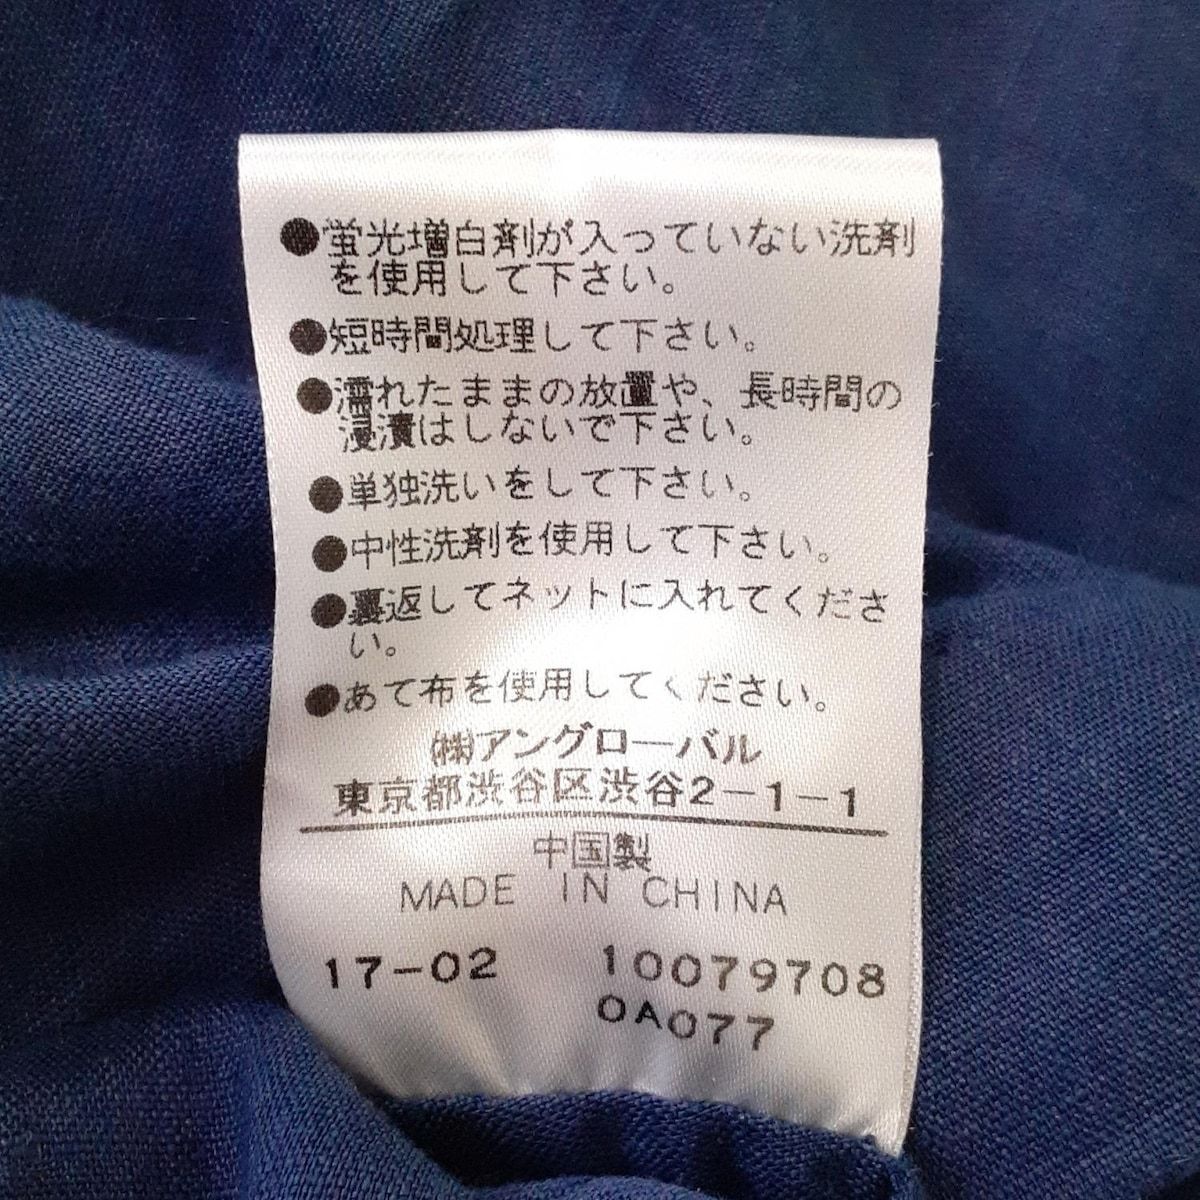 ●蛍光増白剤が入っていない洗剤
を使用して下さい。
●短時間処理して下さい。
●濡れたままの放置や、長時間の
浸漬はしないで下さい。
●単独洗いをして下さい。
●中性洗剤を使用して下さい。
●裏返してネットに入れてくださ
い。
●あて布を使用してください。
㈱アングローバル
東京都渋谷区渋谷2-1-1
中国製
MADE IN CHINA
17-02 10079708
0A077